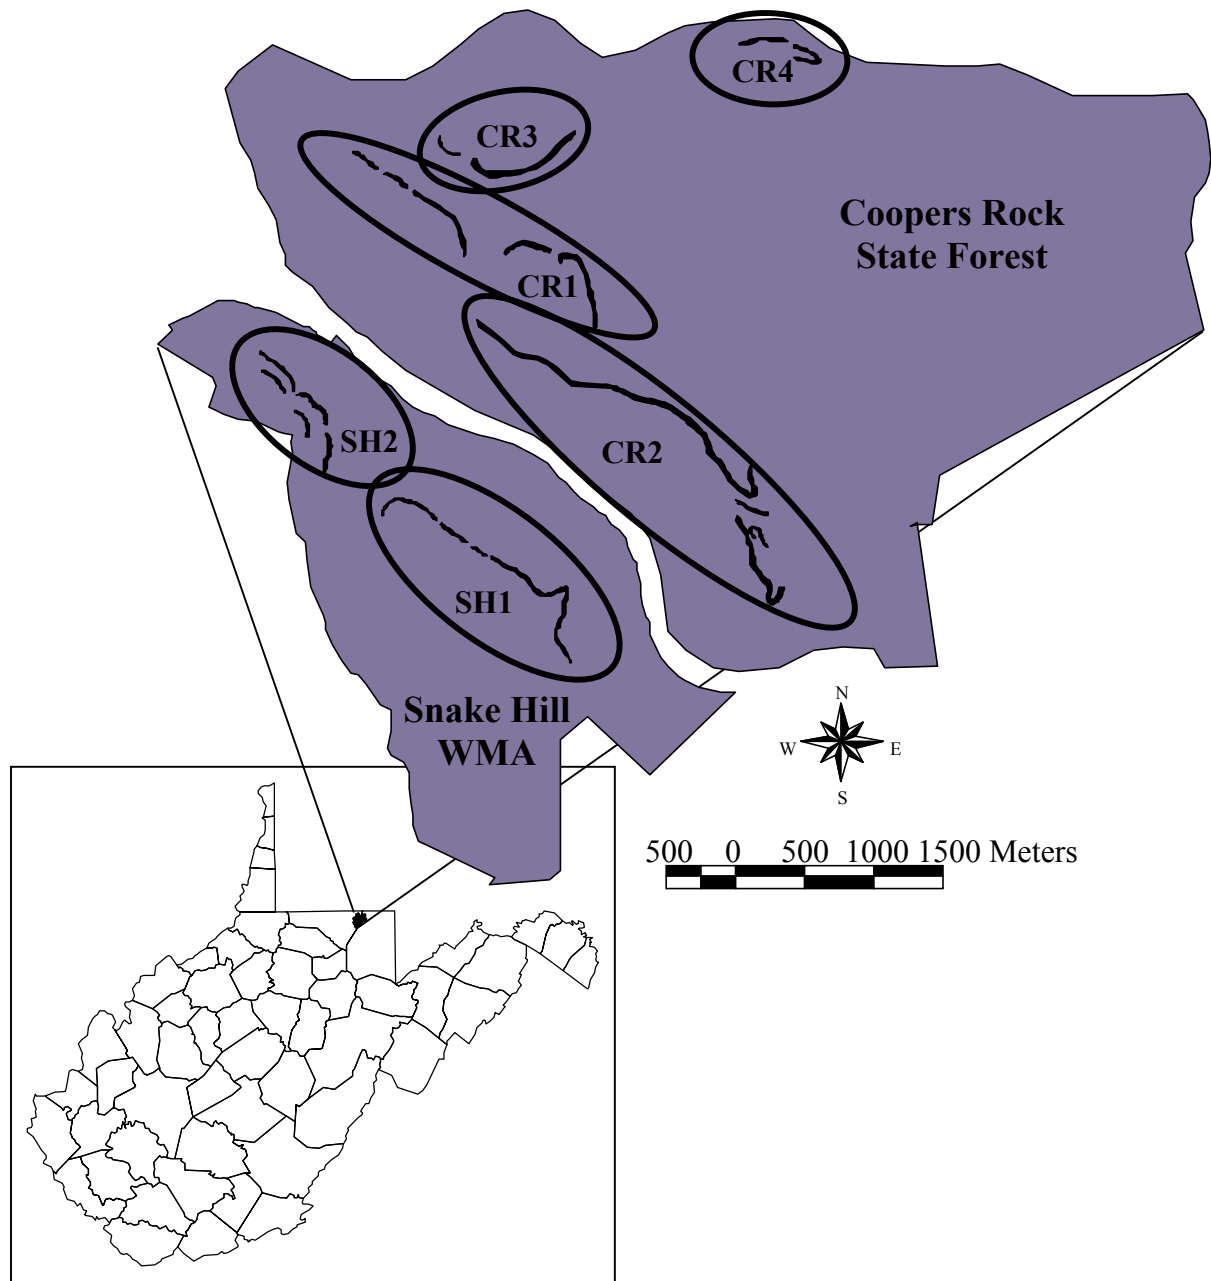 CR4
CR3
Coopers Rock
State Forest
CR1
SH2
CR2
SH1
Snake Hill
WMA
N
W E
S
500 0 500 1000 1500 Meters